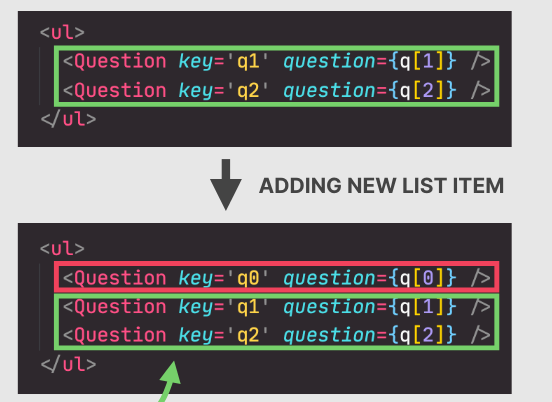 <ul>
<Question key='q1' question={q[1]} />
<Question key='q2' question={q[2]} />
</ul>
ADDING NEW LIST ITEM
<ul>
<Question key='q0' question={q[0]} />
<Question key='q1' question={q[1]} />
<Question key='q2' question={q[2]} />
</ul>